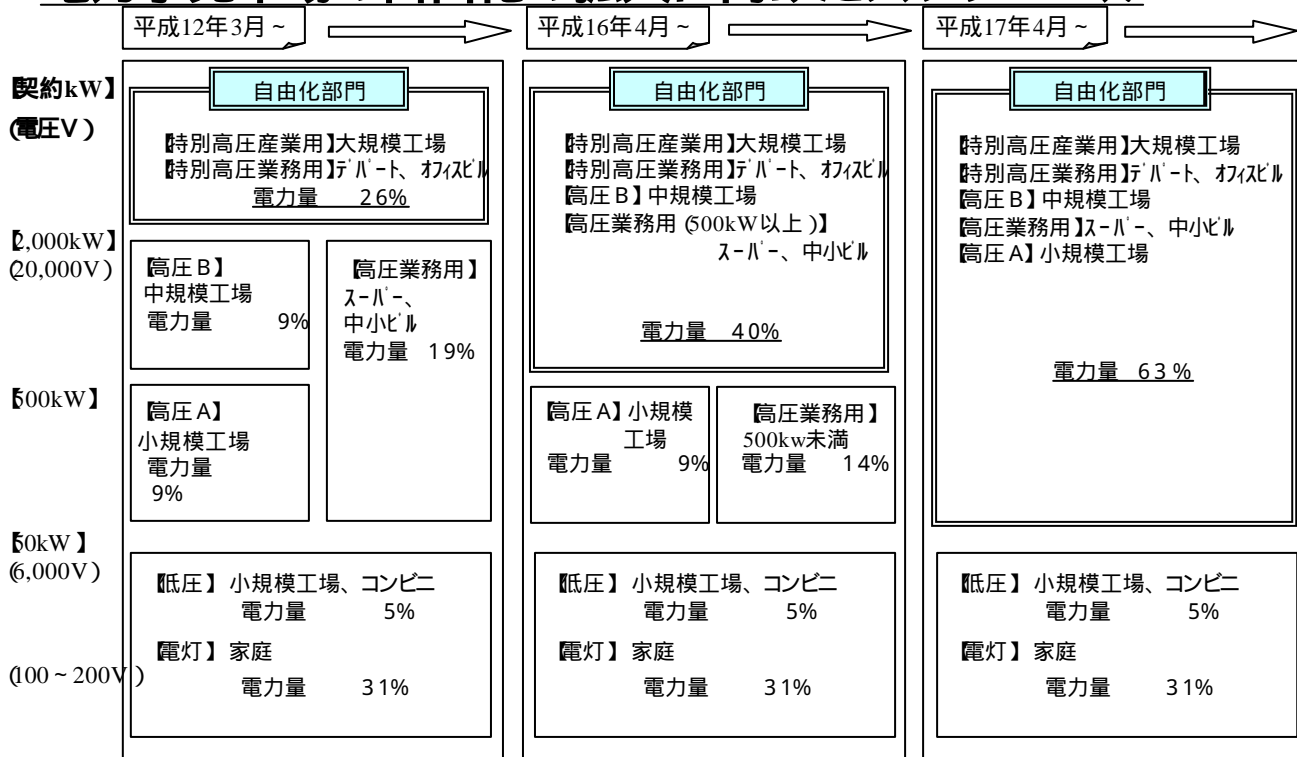 平成12年3月~
平成16年4月~
平成17年4月~
【契約kW】
(電圧V)
【2,000kW】
(20,000V)
【500kW】
【50kW】
(6,000V)
(100~200V)
自由化部門
【特別高圧産業用】大規模工場
【特別高圧業務用】ﾃﾞﾊﾟｰﾄ、ｵﾌｨｽﾋﾞﾙ
電力量 26%
【高圧B】
中規模工場
電力量 9%
【高圧業務用】
ｽｰﾊﾟｰ、
中小ﾋﾞﾙ
電力量 19%
【高圧A】
小規模工場
電力量
9%
【低圧】小規模工場、コンビニ
電力量 5%
【電灯】家庭
電力量 31%
自由化部門
【特別高圧産業用】大規模工場
【特別高圧業務用】ﾃﾞﾊﾟｰﾄ、ｵﾌｨｽﾋﾞﾙ
【高圧B】中規模工場
【高圧業務用(500kW以上)】
ｽｰﾊﾟｰ、中小ﾋﾞﾙ
電力量 40%
【高圧A】小規模
工場
電力量 9%
【高圧業務用】
500kw未満
電力量 14%
【低圧】小規模工場、コンビニ
電力量 5%
【電灯】家庭
電力量 31%
自由化部門
【特別高圧産業用】大規模工場
【特別高圧業務用】ﾃﾞﾊﾟｰﾄ、ｵﾌｨｽﾋﾞﾙ
【高圧B】中規模工場
【高圧業務用】ｽｰﾊﾟｰ、中小ﾋﾞﾙ
【高圧A】小規模工場
電力量 63%
【低圧】小規模工場、コンビニ
電力量 5%
【電灯】家庭
電力量 31%